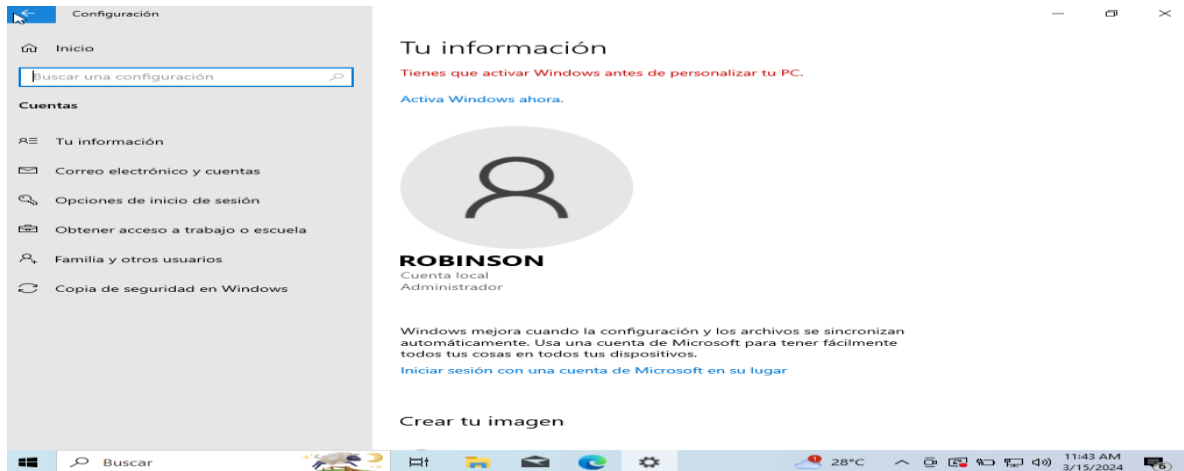 Configuración
Inicio
Buscar una configuración
Cuentas
Tu información
Correo electrónico y cuentas
Opciones de inicio de sesión
Obtener acceso a trabajo o escuela
Familia y otros usuarios
Copia de seguridad en Windows
Tu información
Tienes que activar Windows antes de personalizar tu PC.
Activa Windows ahora.
ROBINSON
Cuenta local
Administrador
Windows mejora cuando la configuración y los archivos se sincronizan
automáticamente. Usa una cuenta de Microsoft para tener fácilmente
todos tus cosas en todos tus dispositivos.
Iniciar sesión con una cuenta de Microsoft en su lugar
Crear tu imagen
Buscar
28°C
11:43 AM
3/15/2024